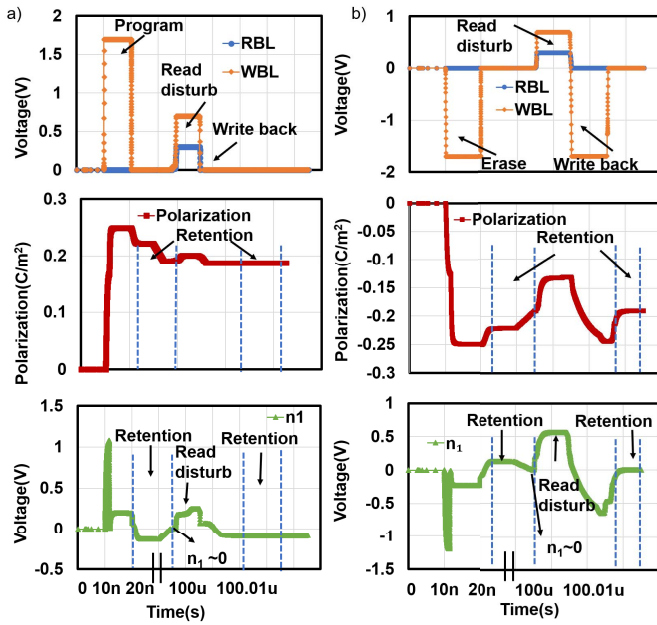 a)
Voltage(V)
2
1.5
1
0.5
0
Program
RBL
WBL
Read
disturb
Write back
Polarization(C/m²)
0.3
0.2
0.1
0
Polarization
Retention
Voltage(V)
1.5
1
0.5
0
-0.5
n1
Retention
Retention
Read
disturb
n₁~0
0 10n 20n 100u 100.01u
Time(s)
b)
Voltage(V)
1
0
-1
-2
Read
disturb
RBL
WBL
Erase
Write back
Polarization(C/m²)
0
-0.05
-0.1
-0.15
-0.2
-0.25
-0.3
Polarization
Retention
Voltage(V)
1
0.5
0
-0.5
-1
-1.5
n₁
Retention
Retention
Read
disturb
n₁~0
0 10n 20n 100u 100.01u
Time(s)